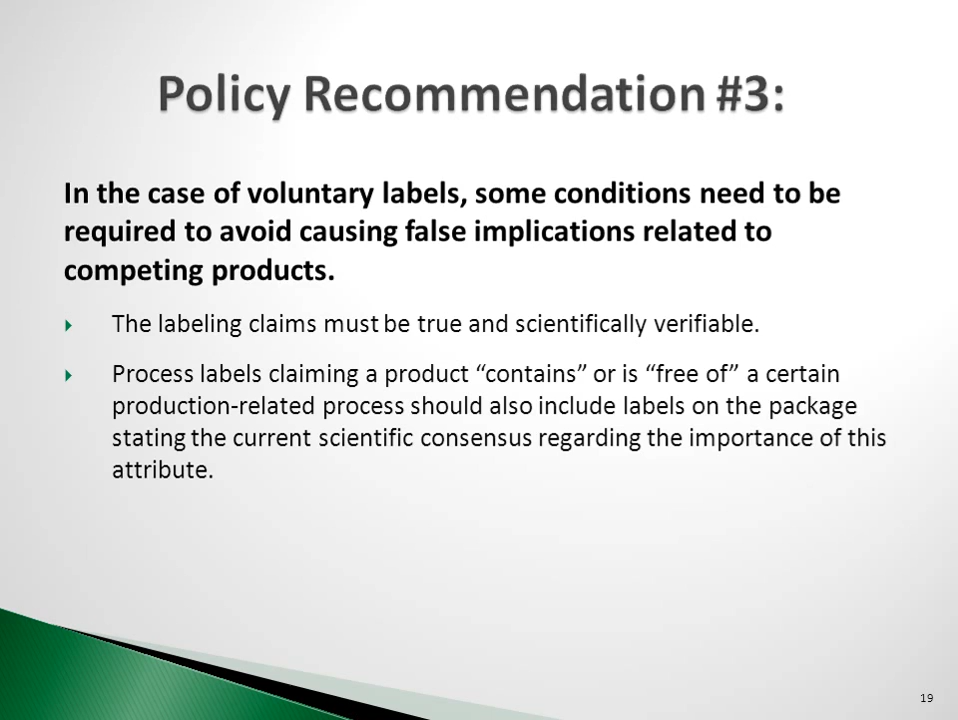 Policy Recommendation #3:
In the case of voluntary labels, some conditions need to be
required to avoid causing false implications related to
competing products.
The labeling claims must be true and scientifically verifiable.
Process labels claiming a product “contains” or is “free of” a certain
production-related process should also include labels on the package
stating the current scientific consensus regarding the importance of this
attribute.
19